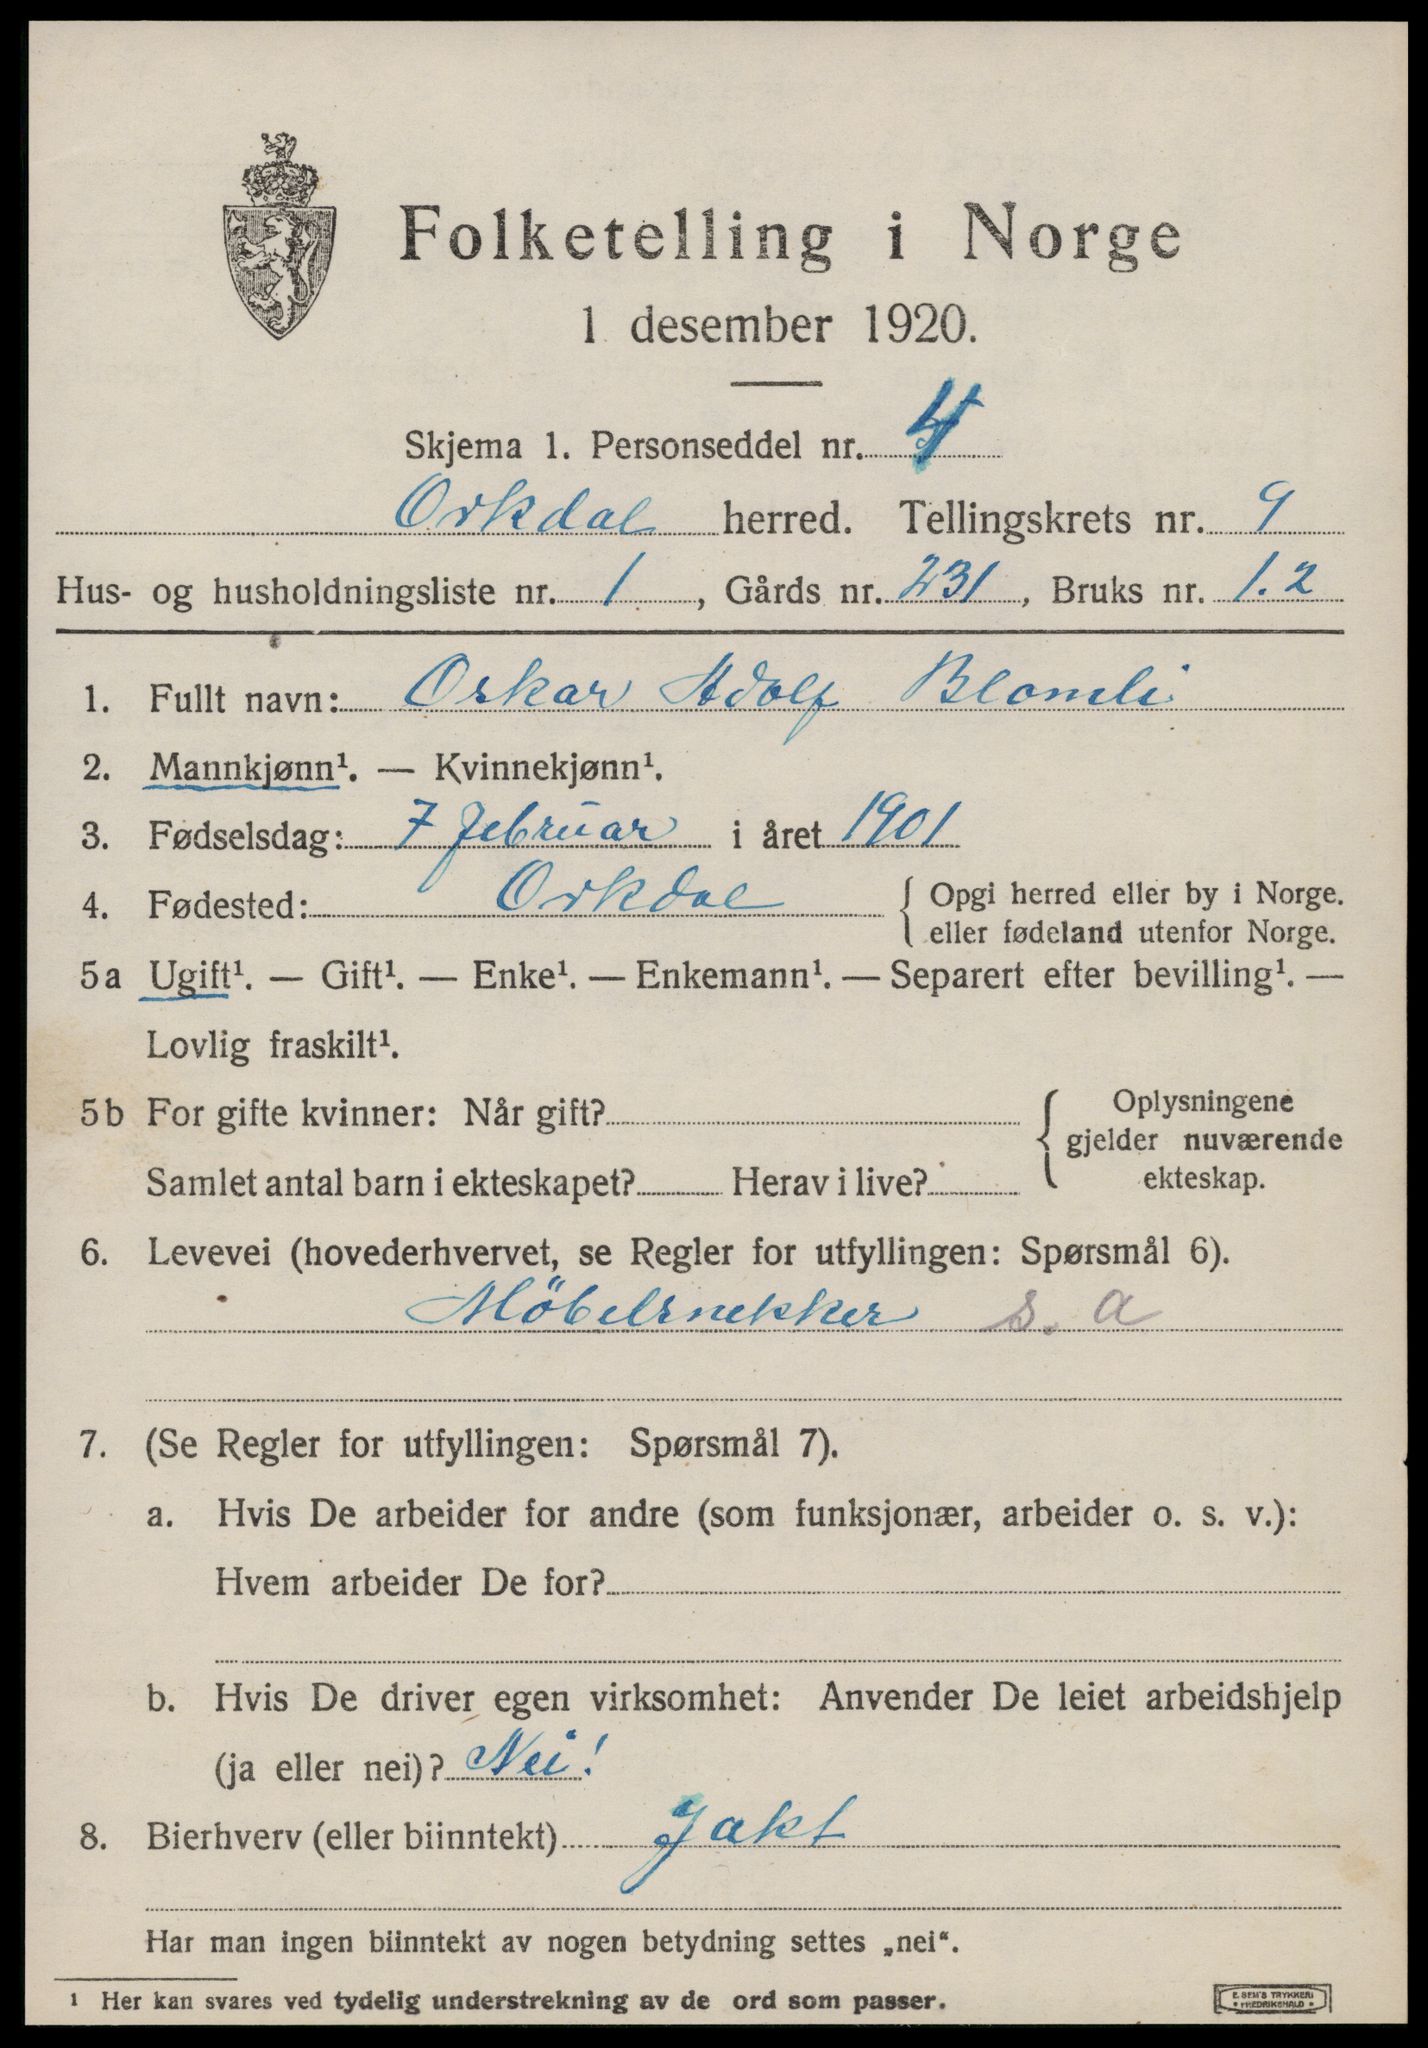 Folketelling i Norge
1 desember 1920.
Skjema 1. Personseddel nr. 4
Orkdal herred. Tellingskrets nr. 9
Hus- og husholdningsliste nr. 1, Gårds nr. 231, Bruks nr. 1.2
1. Fullt navn: Oskar Adolf Blomli
2. Mannkjønn¹. — Kvinnekjønn¹.
3. Fødselsdag: 7 februar i året 1901
4. Fødested: Orkdal { Opgi herred eller by i Norge.
eller fødeland utenfor Norge.
5a Ugift¹. — Gift¹. — Enke¹. — Enkemann¹. — Separert efter bevilling¹. —
Lovlig fraskilt¹.
5b For gifte kvinner: Når gift?
Samlet antal barn i ekteskapet? Herav i live?
{ Oplysningene
gjelder nuværende
ekteskap.
6. Levevei (hovederhvervet, se Regler for utfyllingen: Spørsmål 6).
Möbelsnekker s. a
7. (Se Regler for utfyllingen: Spørsmål 7).
a. Hvis De arbeider for andre (som funksjonær, arbeider o. s. v.):
Hvem arbeider De for?
b. Hvis De driver egen virksomhet: Anvender De leiet arbeidshjelp
(ja eller nei)? Nei!
8. Bierhverv (eller biinntekt) Jakt
Har man ingen biinntekt av nogen betydning settes „nei“.
¹ Her kan svares ved tydelig understrekning av de ord som passer.
E. SEM'S TRYKKERI
• FREDRIKSHALD •